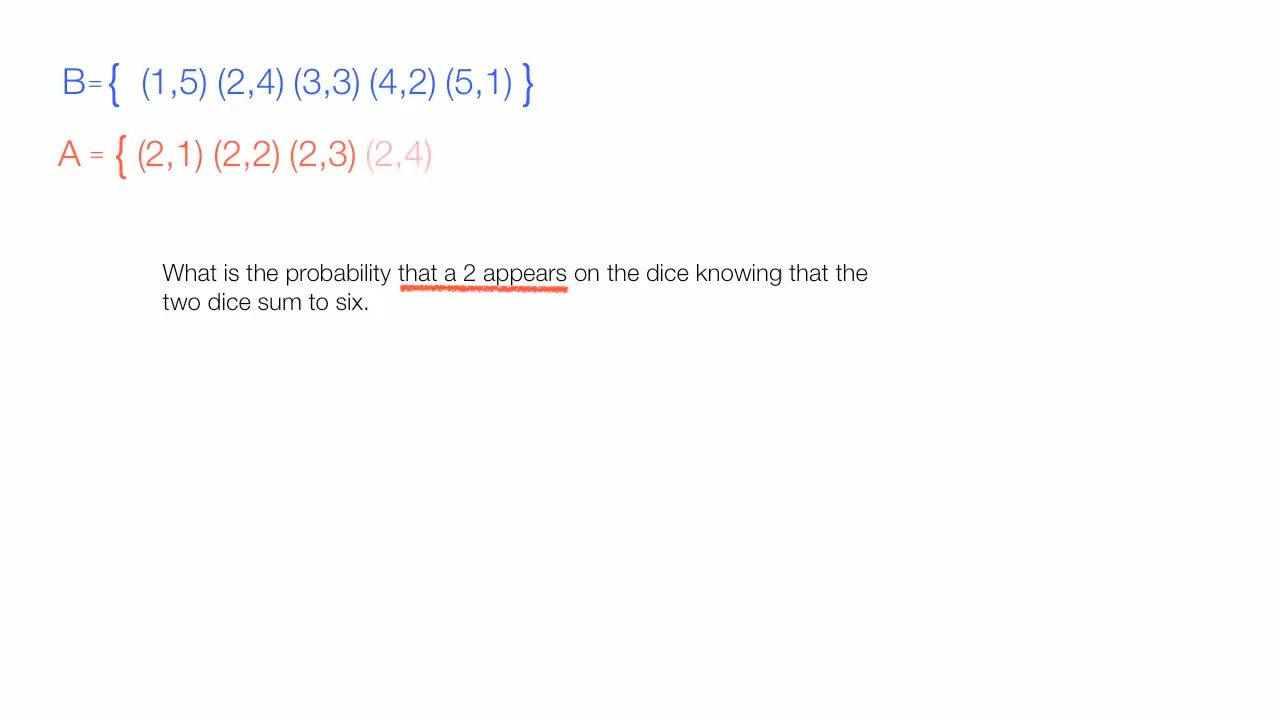 B= { (1,5) (2,4) (3,3) (4,2) (5,1) }
A = { (2,1) (2,2) (2,3) (2,4)
What is the probability that a 2 appears on the dice knowing that the
two dice sum to six.